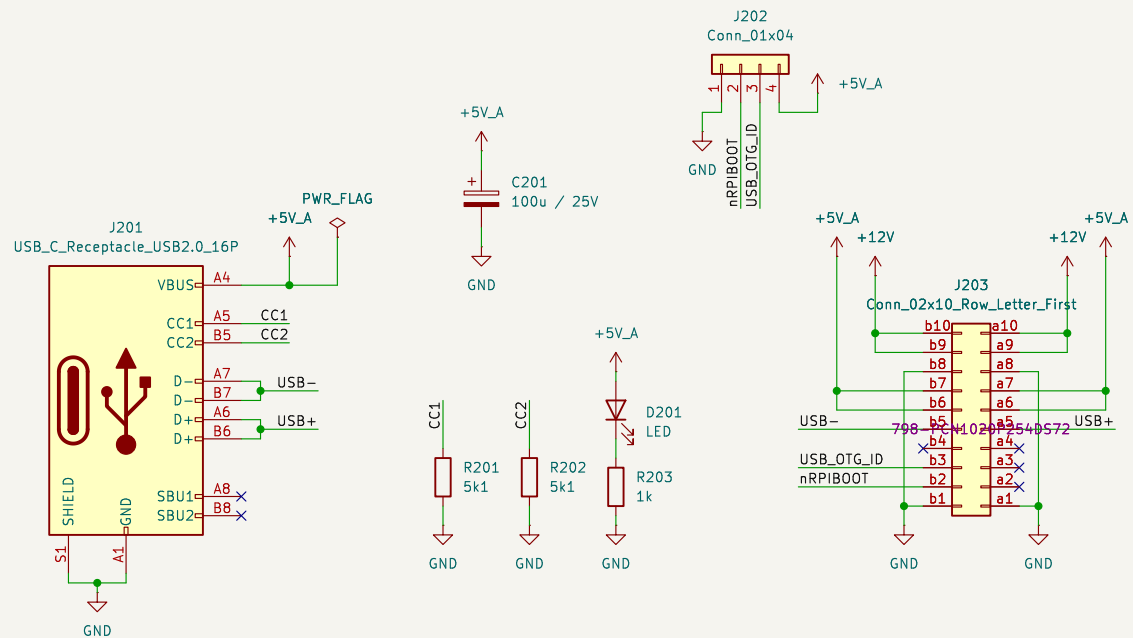 J202
Conn_01x04
1
2
3
4
+5V_A
GND
nRPIBOOT
USB_OTG_ID
+5V_A
+
C201
100u / 25V
GND
PWR_FLAG
+5V_A
J201
USB_C_Receptacle_USB2.0_16P
VBUS
A4
CC1
A5
CC1
CC2
B5
CC2
D-
A7
D-
B7
USB-
D+
A6
D+
B6
USB+
SBU1
A8
SBU2
B8
SHIELD
GND
S1
A1
GND
CC1
R201
5k1
GND
CC2
R202
5k1
GND
+5V_A
D201
LED
R203
1k
GND
+5V_A
+12V
+12V
+5V_A
J203
Conn_02x10_Row_Letter_First
b10
a10
b9
a9
b8
a8
b7
a7
b6
a6
USB-
b5
a5
USB+
798-PCN1020P254DS72
b4
a4
USB_OTG_ID
b3
a3
nRPIBOOT
b2
a2
b1
a1
GND
GND